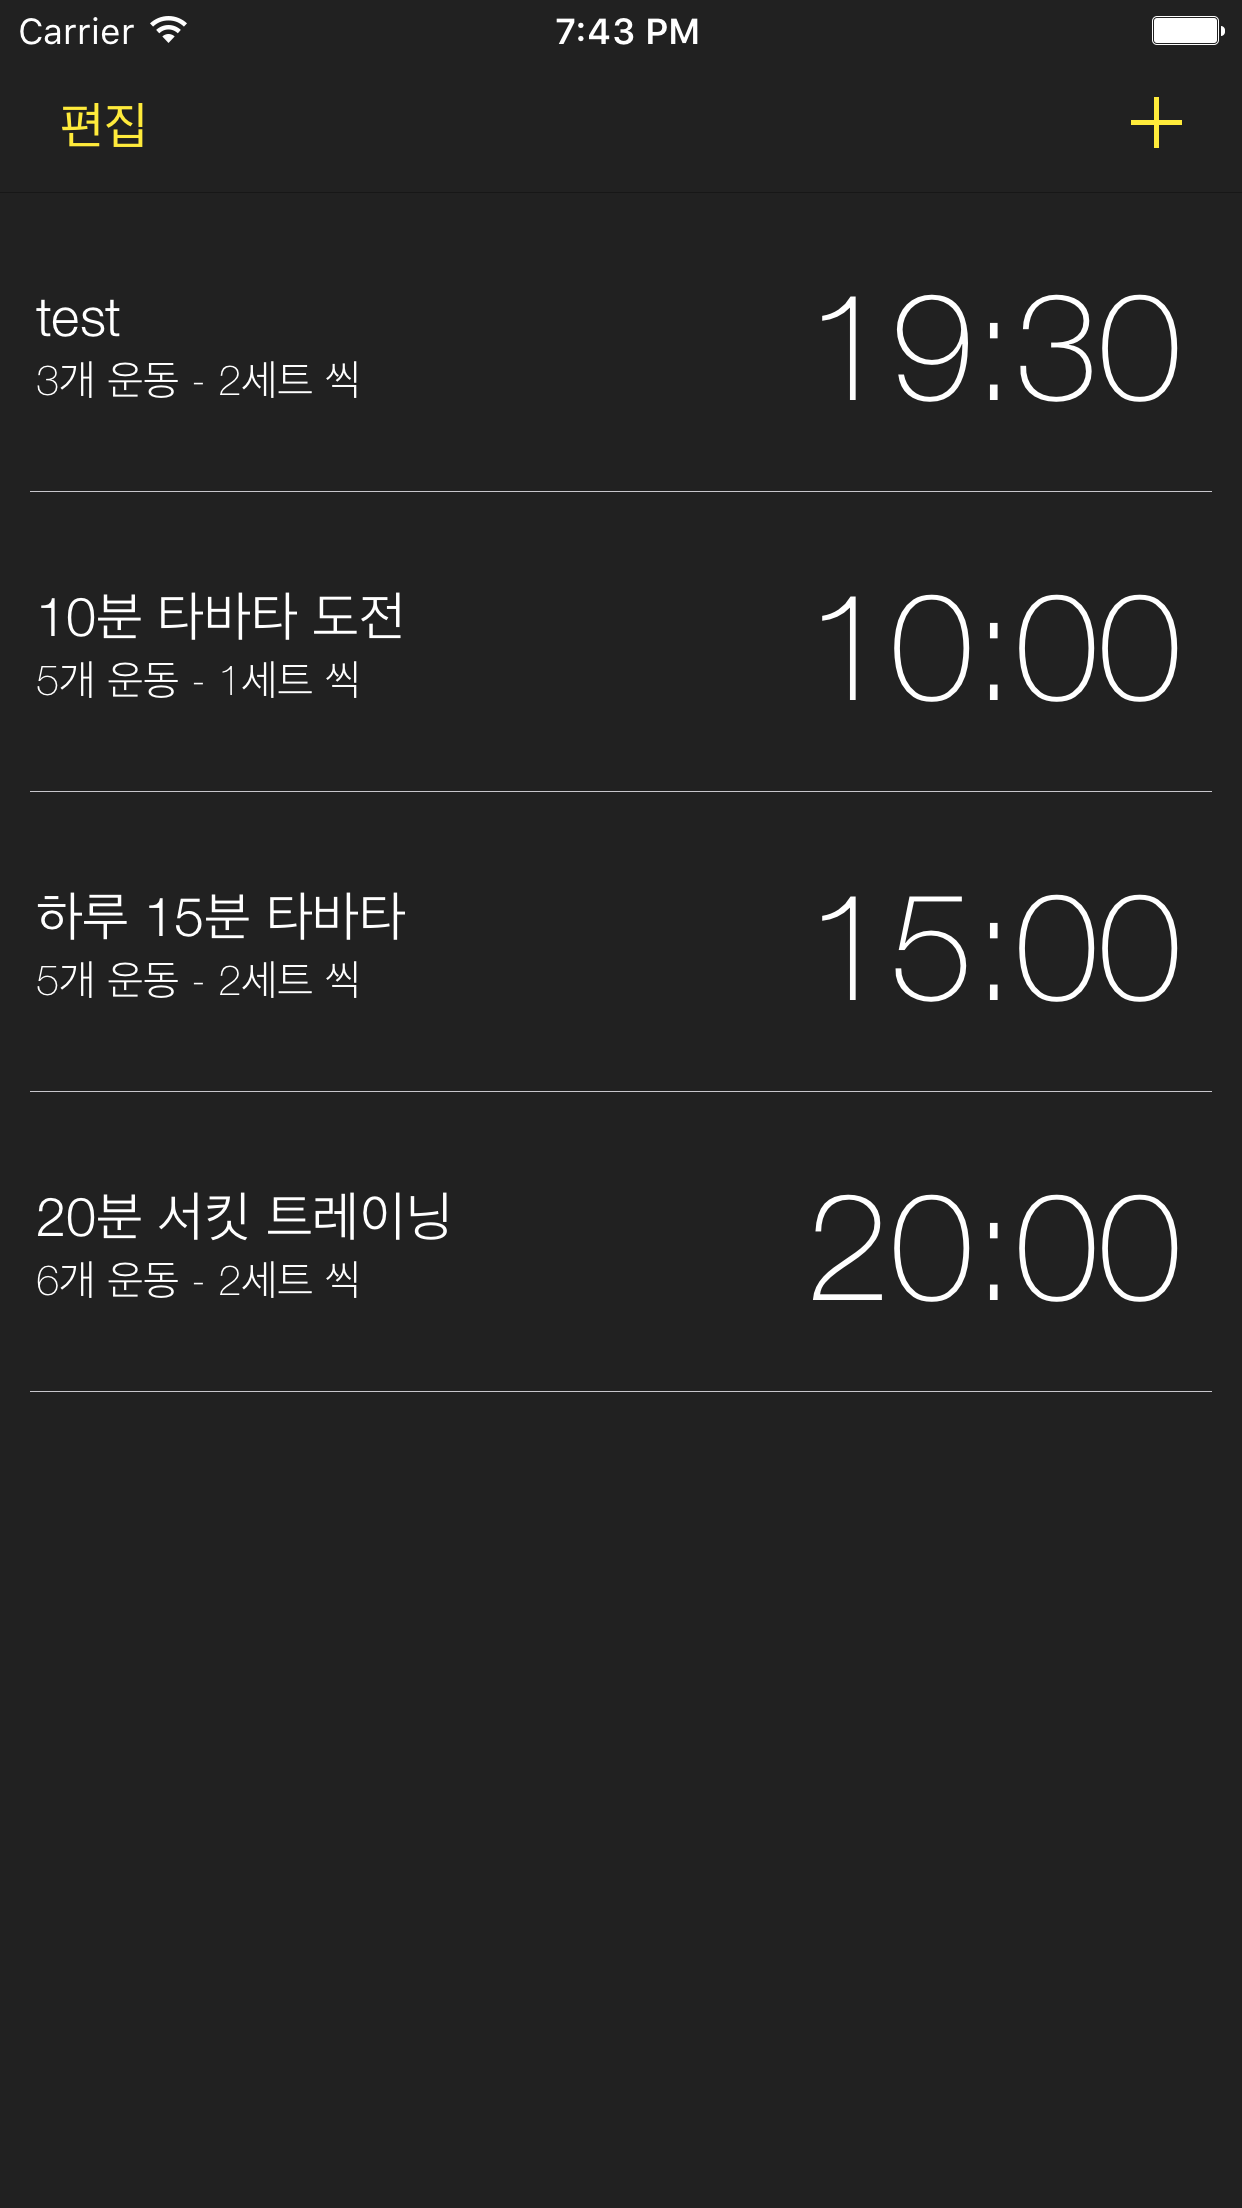 Carrier 7:43 PM
편집
test 19:30
3개 운동 - 2세트 씩
10분 타바타 도전 10:00
5개 운동 - 1세트 씩
하루 15분 타바타 15:00
5개 운동 - 2세트 씩
20분 서킷 트레이닝 20:00
6개 운동 - 2세트 씩